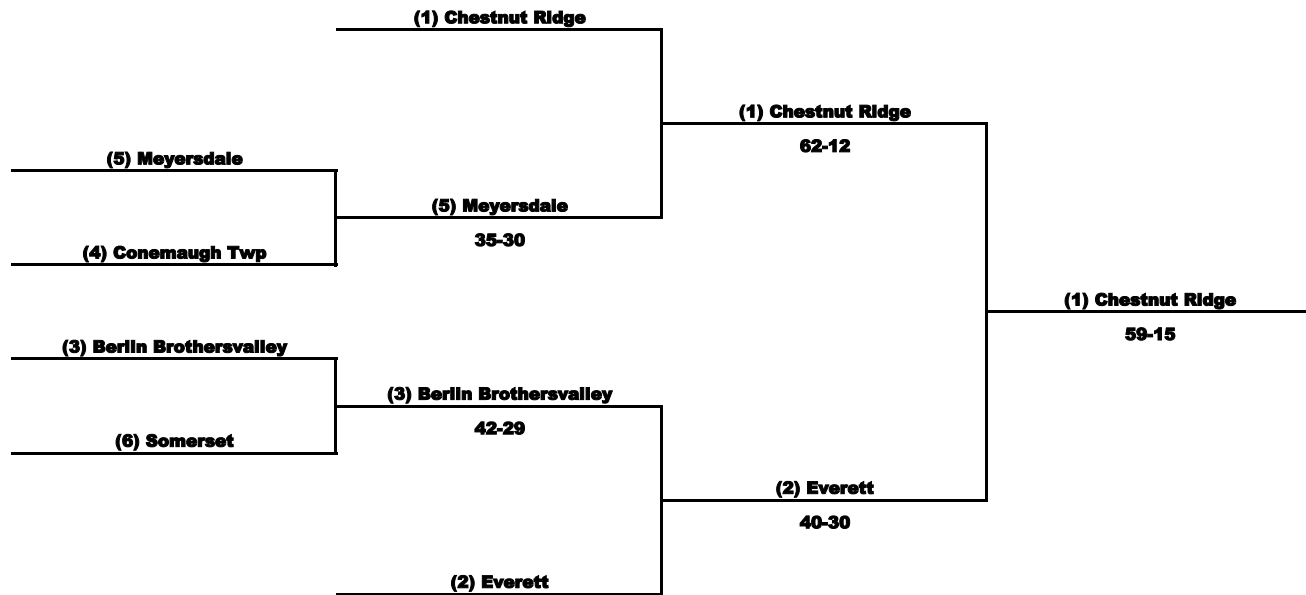 (1) Chestnut Ridge
(1) Chestnut Ridge
62-12
(5) Meyersdale
(5) Meyersdale
35-30
(4) Conemaugh Twp
(1) Chestnut Ridge
59-15
(3) Berlin Brothersvalley
(3) Berlin Brothersvalley
42-29
(6) Somerset
(2) Everett
40-30
(2) Everett